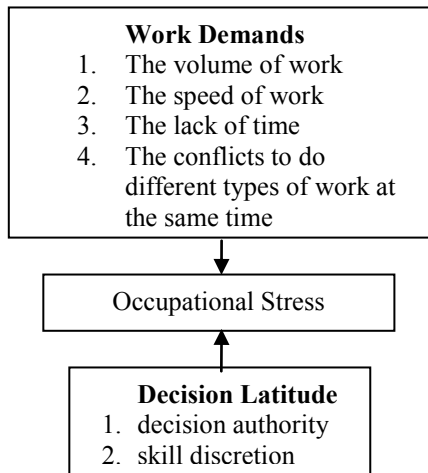 Work Demands
1. The volume of work
2. The speed of work
3. The lack of time
4. The conflicts to do
different types of work at
the same time
Occupational Stress
Decision Latitude
1. decision authority
2. skill discretion